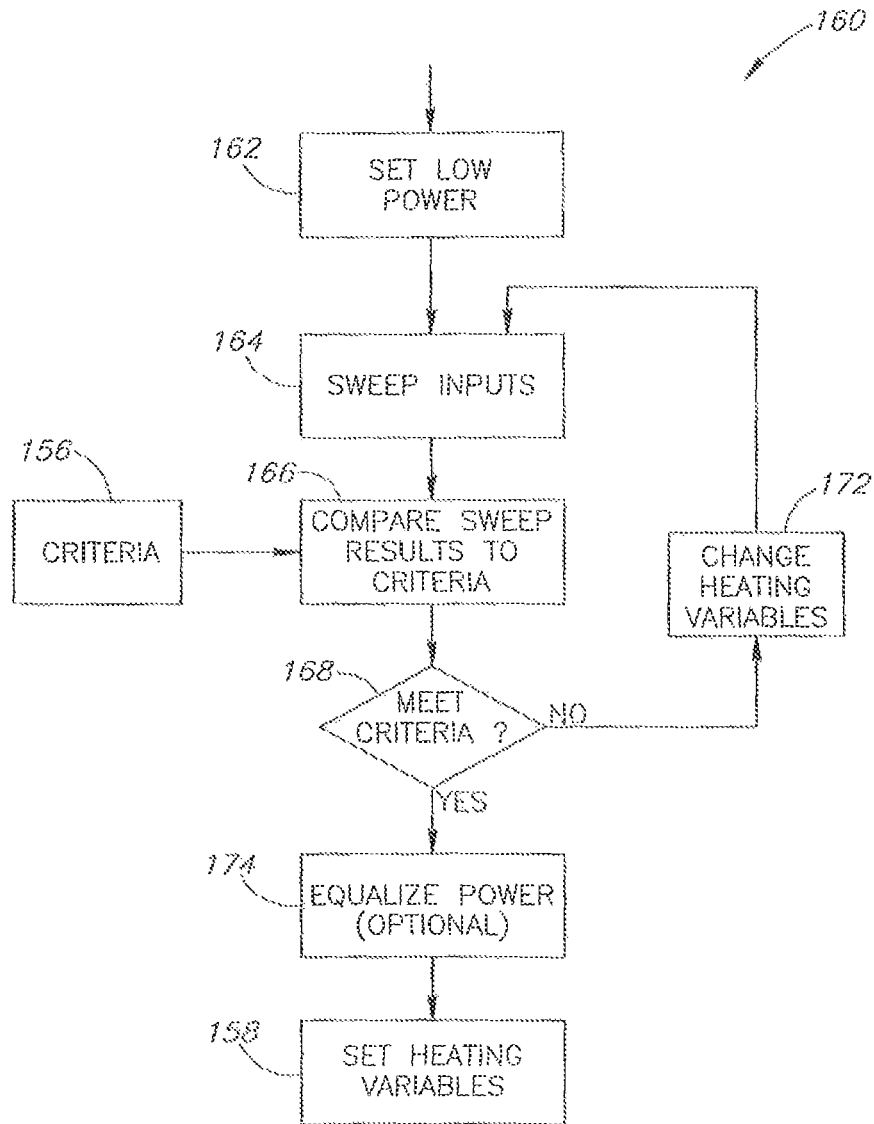 160
162
SET LOW
POWER
164
SWEEP INPUTS
156
CRITERIA
166
COMPARE SWEEP
RESULTS TO
CRITERIA
172
CHANGE
HEATING
VARIABLES
168
MEET
CRITERIA ?
NO
YES
174
EQUALIZE POWER
(OPTIONAL)
158
SET HEATING
VARIABLES